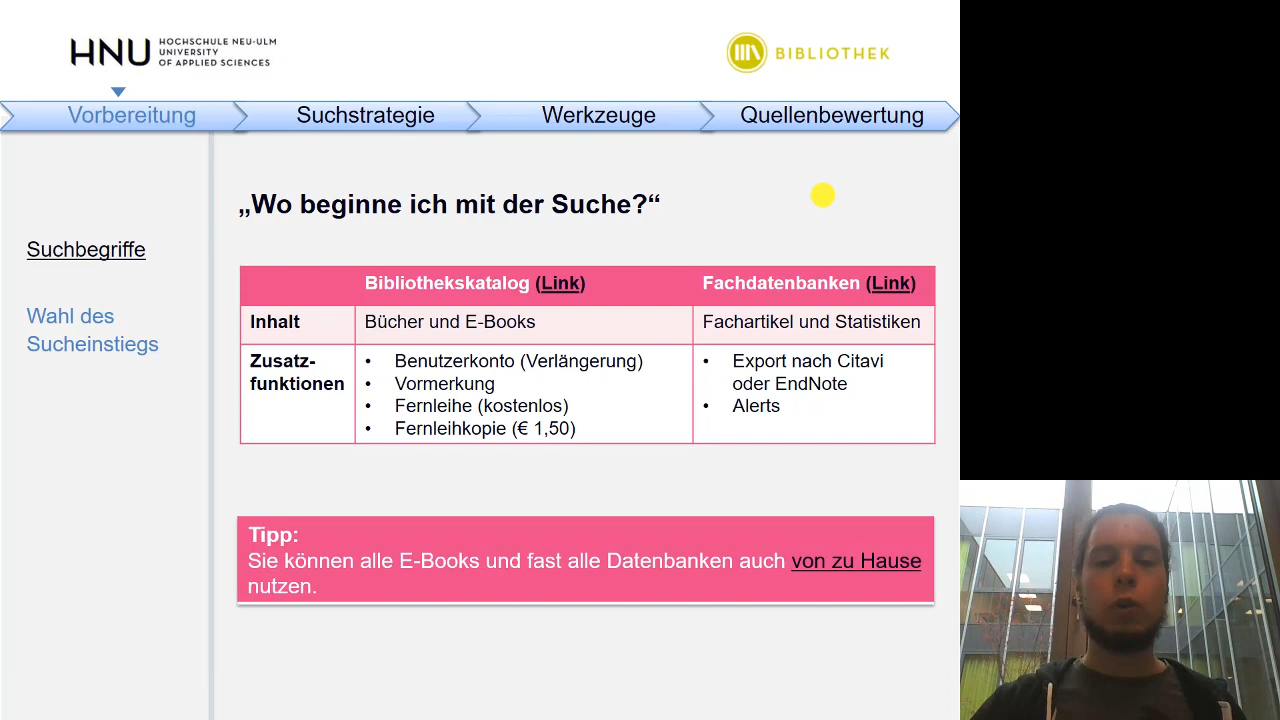 HNU HOCHSCHULE NEU-ULM
UNIVERSITY
OF APPLIED SCIENCES
BIBLIOTHEK
Vorbereitung Suchstrategie Werkzeuge Quellenbewertung
„Wo beginne ich mit der Suche?“
Suchbegriffe
Wahl des
Sucheinstiegs
Bibliothekskatalog (Link) Fachdatenbanken (Link)
Inhalt Bücher und E-Books Fachartikel und Statistiken
Zusatz-
funktionen
• Benutzerkonto (Verlängerung)
• Vormerkung
• Fernleihe (kostenlos)
• Fernleihkopie (€ 1,50)
• Export nach Citavi
oder EndNote
• Alerts
Tipp:
Sie können alle E-Books und fast alle Datenbanken auch von zu Hause
nutzen.